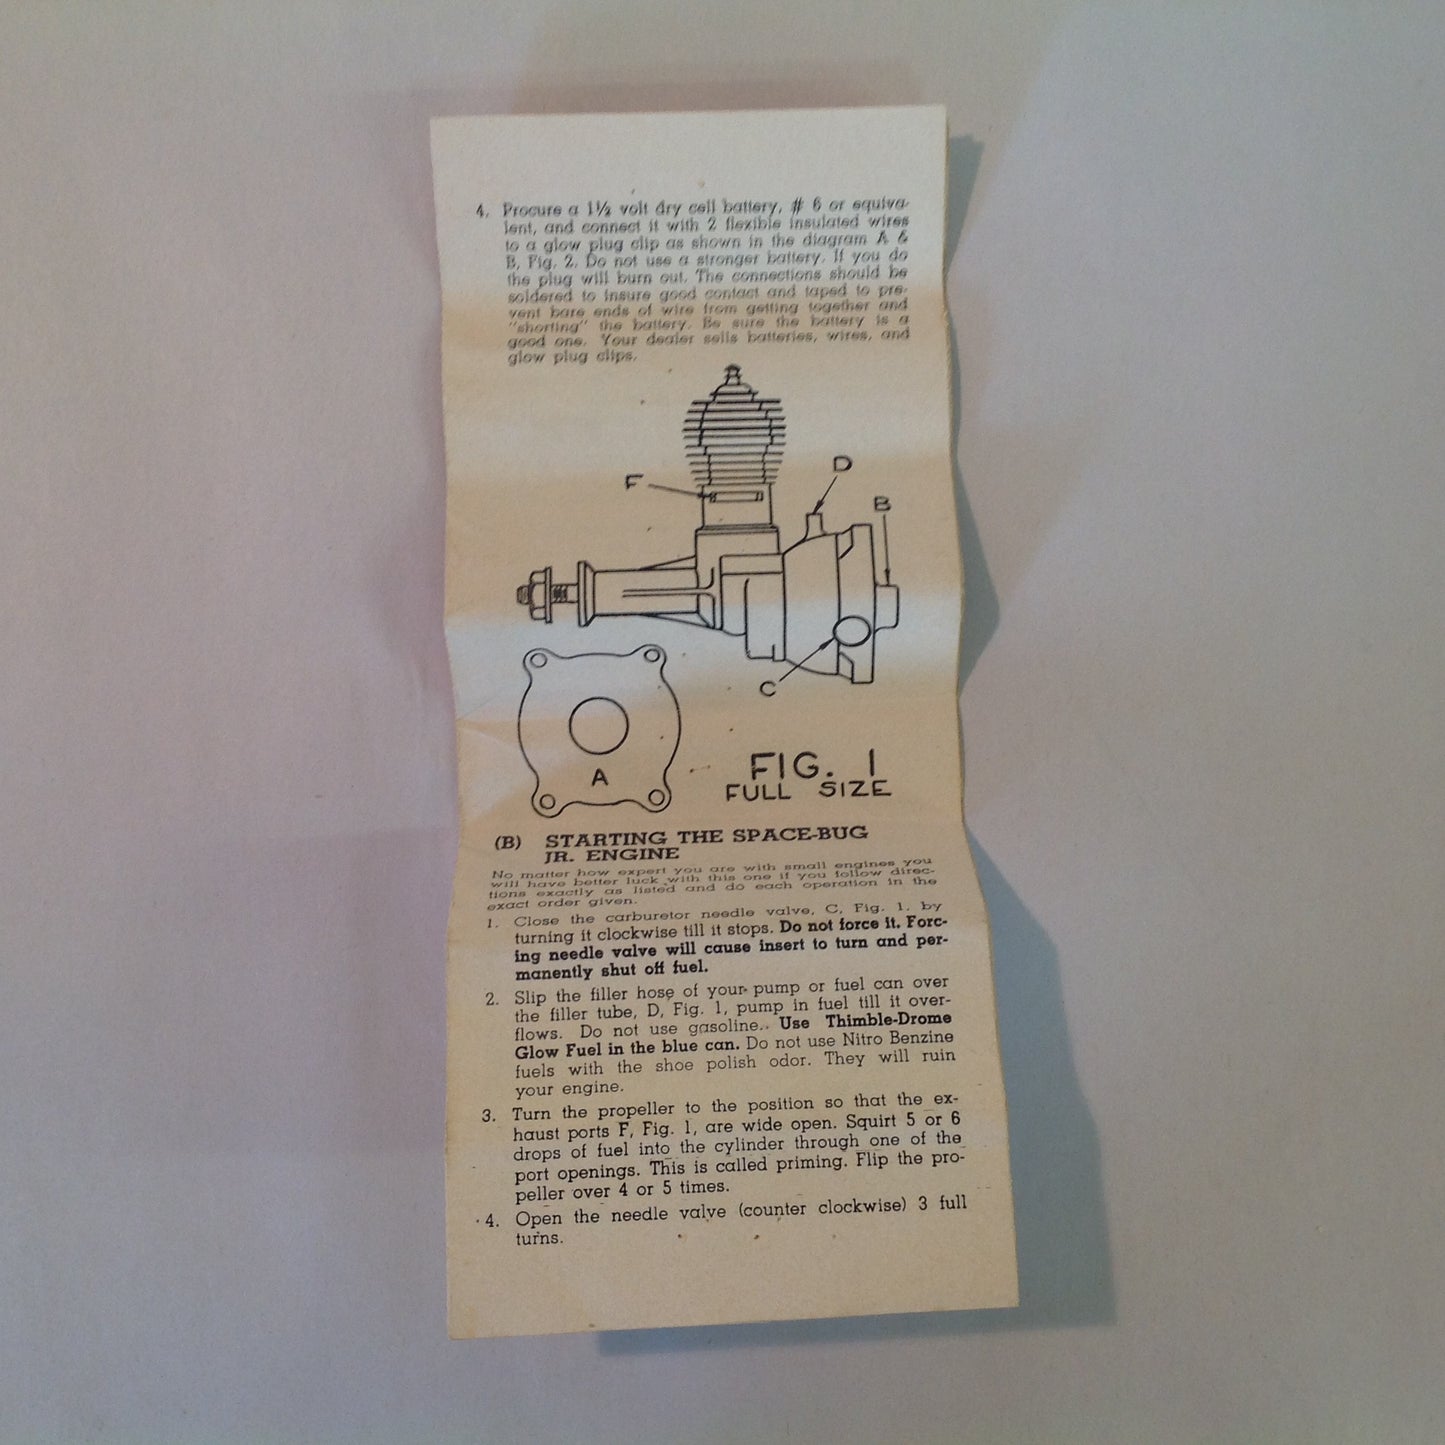 4. Procure a 1½ volt dry cell battery, # 6 or equiva-
lent, and connect it with 2 flexible insulated wires
to a glow plug clip as shown in the diagram A &
B, Fig. 2. Do not use a stronger battery. If you do
the plug will burn out. The connections should be
soldered to insure good contact and taped to pre-
vent bare ends of wire from getting together and
"shorting" the battery. Be sure the battery is a
good one. Your dealer sells batteries, wires, and
glow plug clips.
F
D
B
C
A
FIG. 1
FULL SIZE
(B) STARTING THE SPACE-BUG
JR. ENGINE
No matter how expert you are with small engines you
will have better luck with this one if you follow direc-
tions exactly as listed and do each operation in the
exact order given.
1. Close the carburetor needle valve, C, Fig. 1, by
turning it clockwise till it stops. Do not force it. Forc-
ing needle valve will cause insert to turn and per-
manently shut off fuel.
2. Slip the filler hose of your pump or fuel can over
the filler tube, D, Fig. 1, pump in fuel till it over-
flows. Do not use gasoline. Use Thimble-Drome
Glow Fuel in the blue can. Do not use Nitro Benzine
fuels with the shoe polish odor. They will ruin
your engine.
3. Turn the propeller to the position so that the ex-
haust ports F, Fig. 1, are wide open. Squirt 5 or 6
drops of fuel into the cylinder through one of the
port openings. This is called priming. Flip the pro-
peller over 4 or 5 times.
4. Open the needle valve (counter clockwise) 3 full
turns.